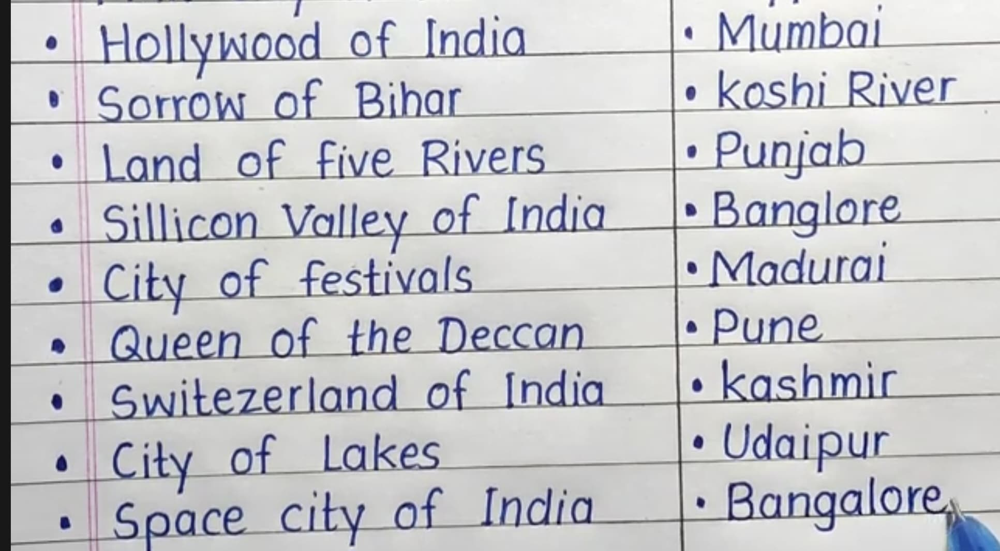 • Hollywood of India • Mumbai
• Sorrow of Bihar • Koshi River
• Land of five Rivers • Punjab
• Sillicon Valley of India • Banglore
• City of festivals • Madurai
• Queen of the Deccan • Pune
• Switezerland of India • Kashmir
• City of Lakes • Udaipur
• Space city of India • Bangalore